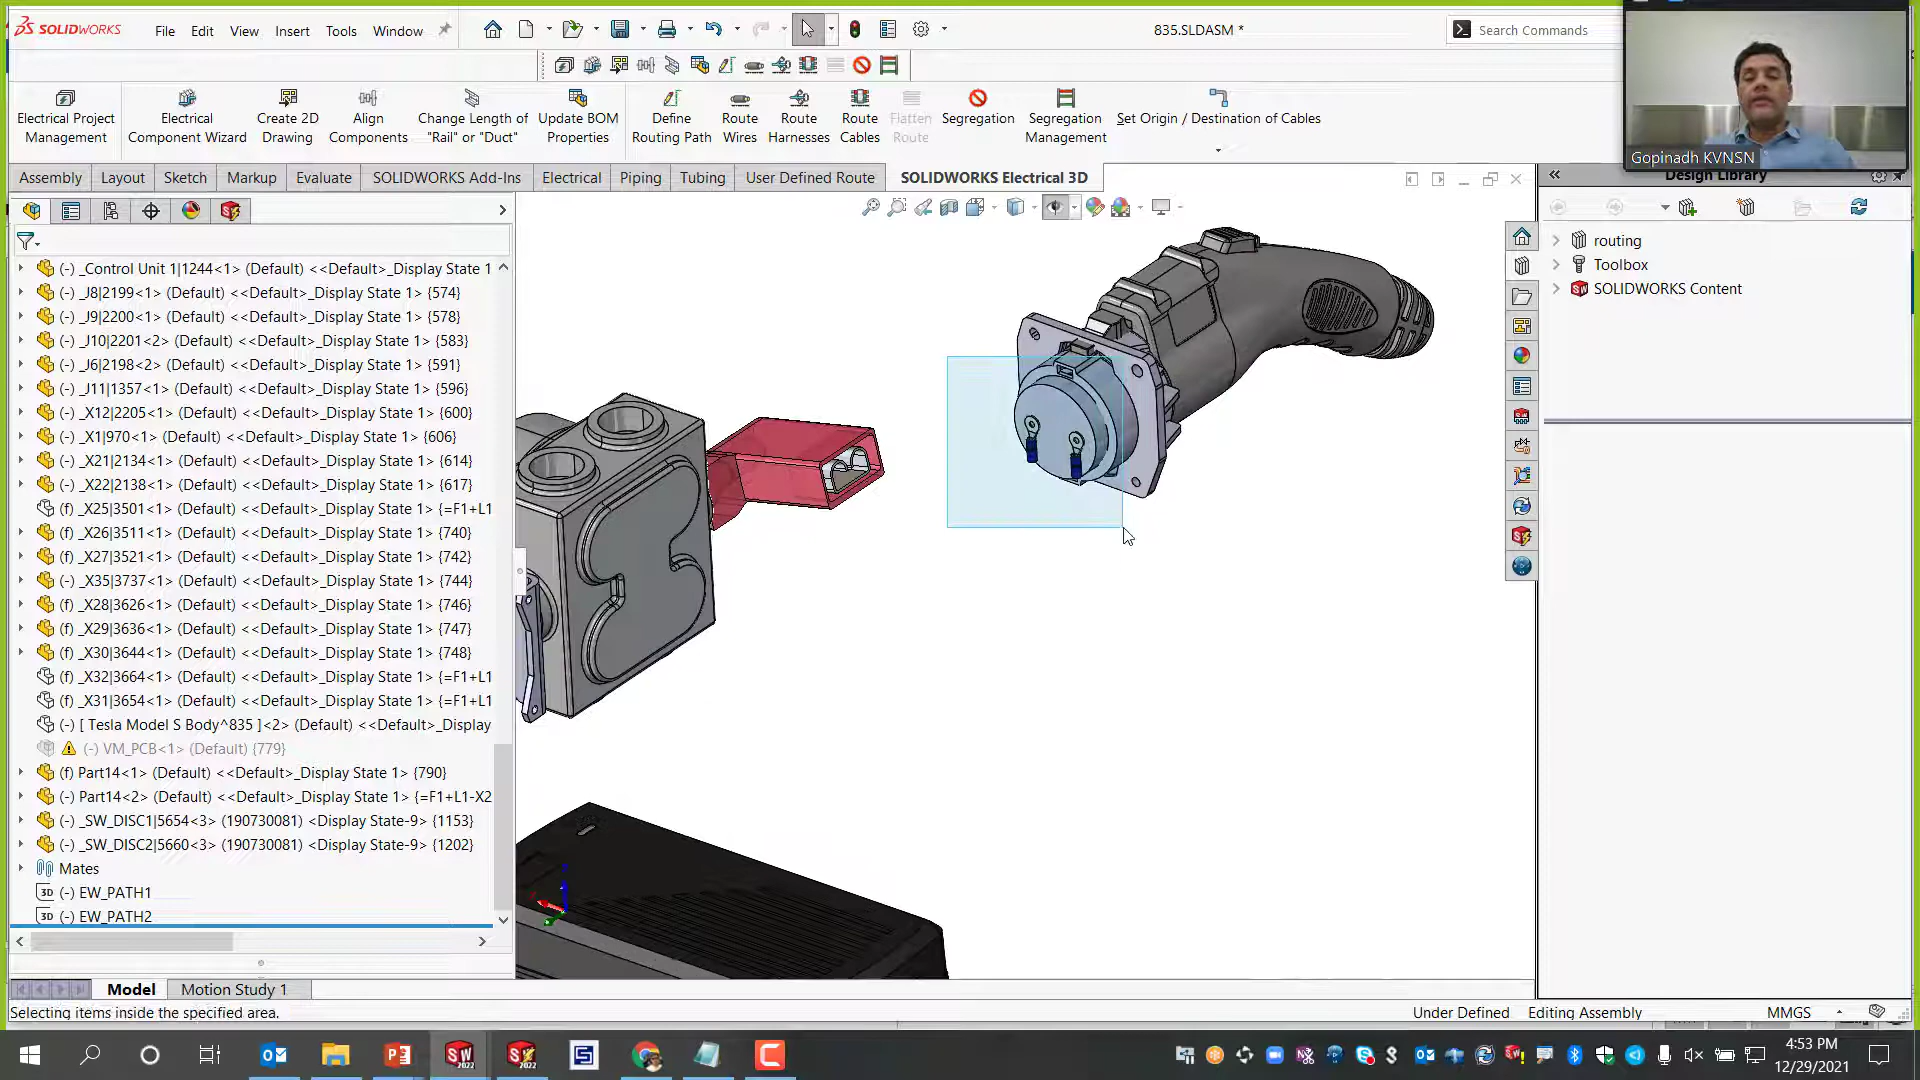 SOLIDWORKS File Edit View Insert Tools Window 835.SLDASM * Search Commands
Electrical Project Management
Electrical Component Wizard
Create 2D Drawing
Align Components
Change Length of "Rail" or "Duct"
Update BOM Properties
Define Routing Path
Route Wires
Route Harnesses
Route Cables
Flatten Route
Segregation
Segregation Management
Set Origin / Destination of Cables
Gopinadh KVNSN
Assembly Layout Sketch Markup Evaluate SOLIDWORKS Add-Ins Electrical Piping Tubing User Defined Route SOLIDWORKS Electrical 3D
Design Library
routing
Toolbox
SOLIDWORKS Content
(-) _Control Unit 1|1244<1> (Default) <<Default>_Display State 1
(-) _J8|2199<1> (Default) <<Default>_Display State 1> {574}
(-) _J9|2200<1> (Default) <<Default>_Display State 1> {578}
(-) _J10|2201<2> (Default) <<Default>_Display State 1> {583}
(-) _J6|2198<2> (Default) <<Default>_Display State 1> {591}
(-) _J11|1357<1> (Default) <<Default>_Display State 1> {596}
(-) _X12|2205<1> (Default) <<Default>_Display State 1> {600}
(-) _X1|970<1> (Default) <<Default>_Display State 1> {606}
(-) _X21|2134<1> (Default) <<Default>_Display State 1> {614}
(-) _X22|2138<1> (Default) <<Default>_Display State 1> {617}
(f) _X25|3501<1> (Default) <<Default>_Display State 1> {=F1+L1
(f) _X26|3511<1> (Default) <<Default>_Display State 1> {740}
(f) _X27|3521<1> (Default) <<Default>_Display State 1> {742}
(-) _X35|3737<1> (Default) <<Default>_Display State 1> {744}
(f) _X28|3626<1> (Default) <<Default>_Display State 1> {746}
(f) _X29|3636<1> (Default) <<Default>_Display State 1> {747}
(f) _X30|3644<1> (Default) <<Default>_Display State 1> {748}
(f) _X32|3664<1> (Default) <<Default>_Display State 1> {=F1+L1
(f) _X31|3654<1> (Default) <<Default>_Display State 1> {=F1+L1
(-) [ Tesla Model S Body^835 ]<2> (Default) <<Default>_Display
(-) VM_PCB<1> (Default) {779}
(f) Part14<1> (Default) <<Default>_Display State 1> {790}
(-) Part14<2> (Default) <<Default>_Display State 1> {=F1+L1-X2
(-) _SW_DISC1|5654<3> (190730081) <Display State-9> {1153}
(-) _SW_DISC2|5660<3> (190730081) <Display State-9> {1202}
Mates
3D (-) EW_PATH1
3D (-) EW_PATH2
Model Motion Study 1
Selecting items inside the specified area. Under Defined Editing Assembly MMGS
4:53 PM
12/29/2021